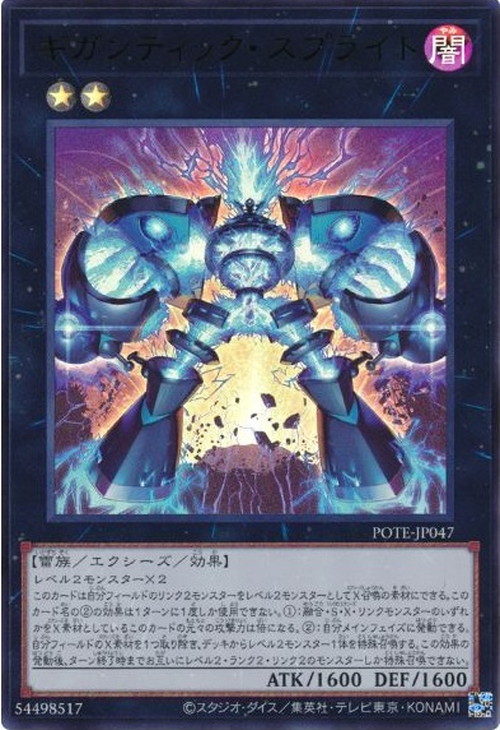 ギガンティック・スプライト
闇
POTE-JP047
【雷族／エクシーズ／効果】
レベル２モンスター×２
このカードは自分フィールドのリンク２モンスターをレベル２モンスターとしてＸ召喚の素材にできる。この
カード名の②の効果は１ターンに１度しか使用できない。①：融合・Ｓ・Ｘ・リンクモンスターのいずれ
かをＸ素材としているこのカードの元々の攻撃力は倍になる。②：自分メインフェイズに発動できる。
自分フィールドのＸ素材を１つ取り除き、デッキからレベル２モンスター１体を特殊召喚する。この効果の
発動後、ターン終了時までお互いにレベル２・ランク２・リンク２のモンスターしか特殊召喚できない。
ATK/1600 DEF/1600
54498517 ©スタジオ・ダイス／集英社・テレビ東京・KONAMI